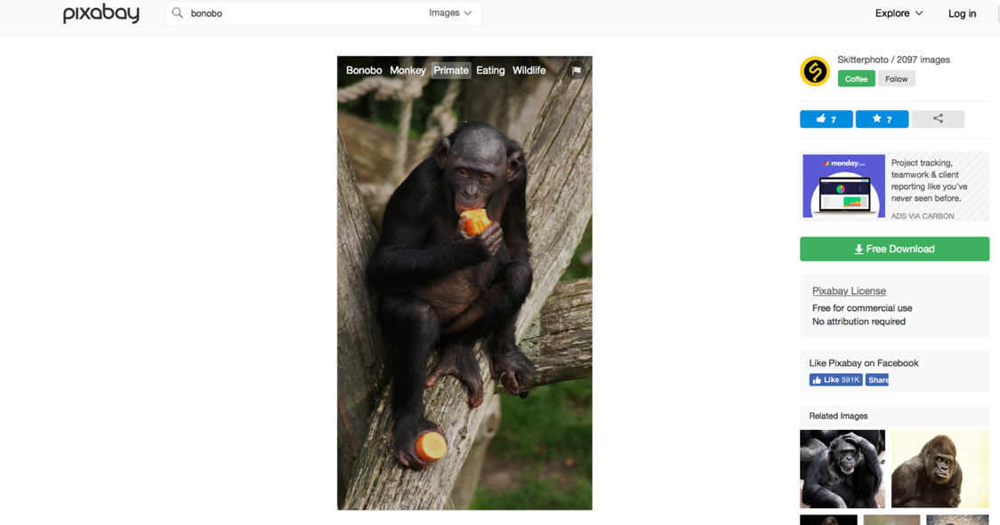 pixabay
bonobo
Images
Explore
Log in
Bonobo Monkey Primate Eating Wildlife
Skitterphoto / 2097 images
Coffee
Follow
7
7
monday.com
Project tracking,
teamwork & client
reporting like you've
never seen before.
ADS VIA CARBON
Free Download
Pixabay License
Free for commercial use
No attribution required
Like Pixabay on Facebook
Like 591K
Share
Related Images